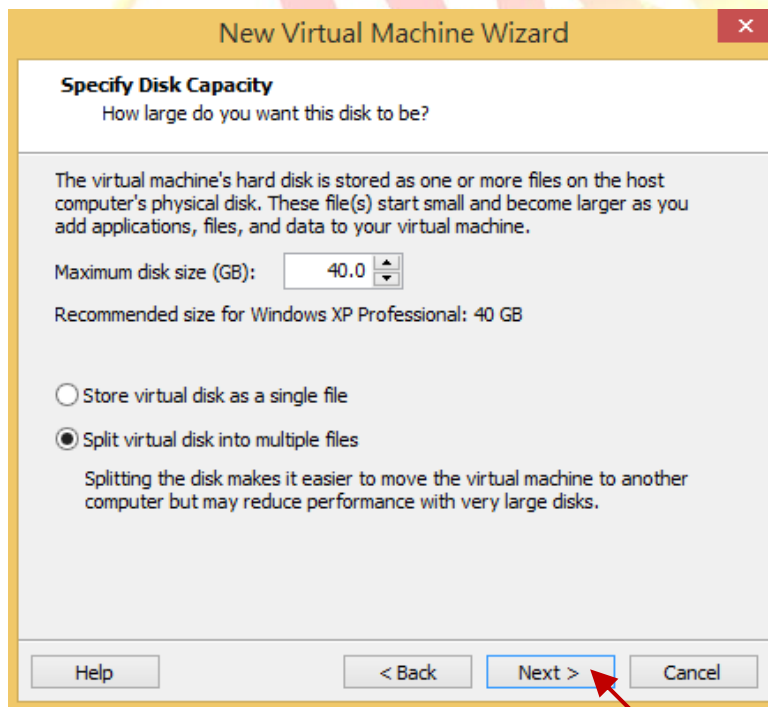 New Virtual Machine Wizard
Specify Disk Capacity
How large do you want this disk to be?
The virtual machine's hard disk is stored as one or more files on the host
computer's physical disk. These file(s) start small and become larger as you
add applications, files, and data to your virtual machine.
Maximum disk size (GB): 40.0
Recommended size for Windows XP Professional: 40 GB
Store virtual disk as a single file
Split virtual disk into multiple files
Splitting the disk makes it easier to move the virtual machine to another
computer but may reduce performance with very large disks.
Help < Back Next > Cancel